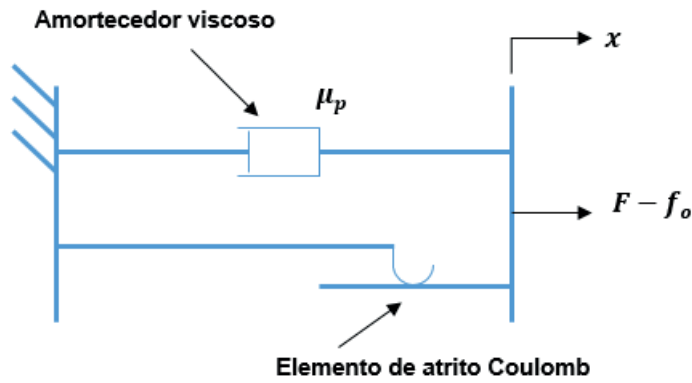 Amortecedor viscoso
x
μp
F − fo
Elemento de atrito Coulomb